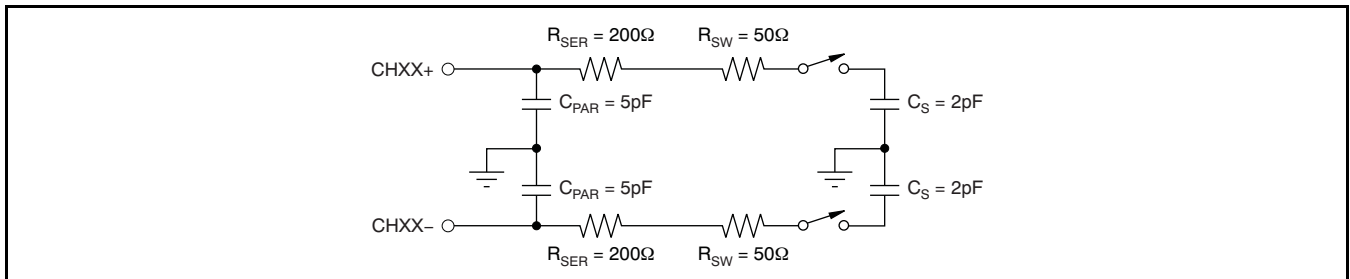 R_SER = 200Ω R_SW = 50Ω
CHXX+
C_PAR = 5pF C_S = 2pF
C_PAR = 5pF C_S = 2pF
CHXX−
R_SER = 200Ω R_SW = 50Ω